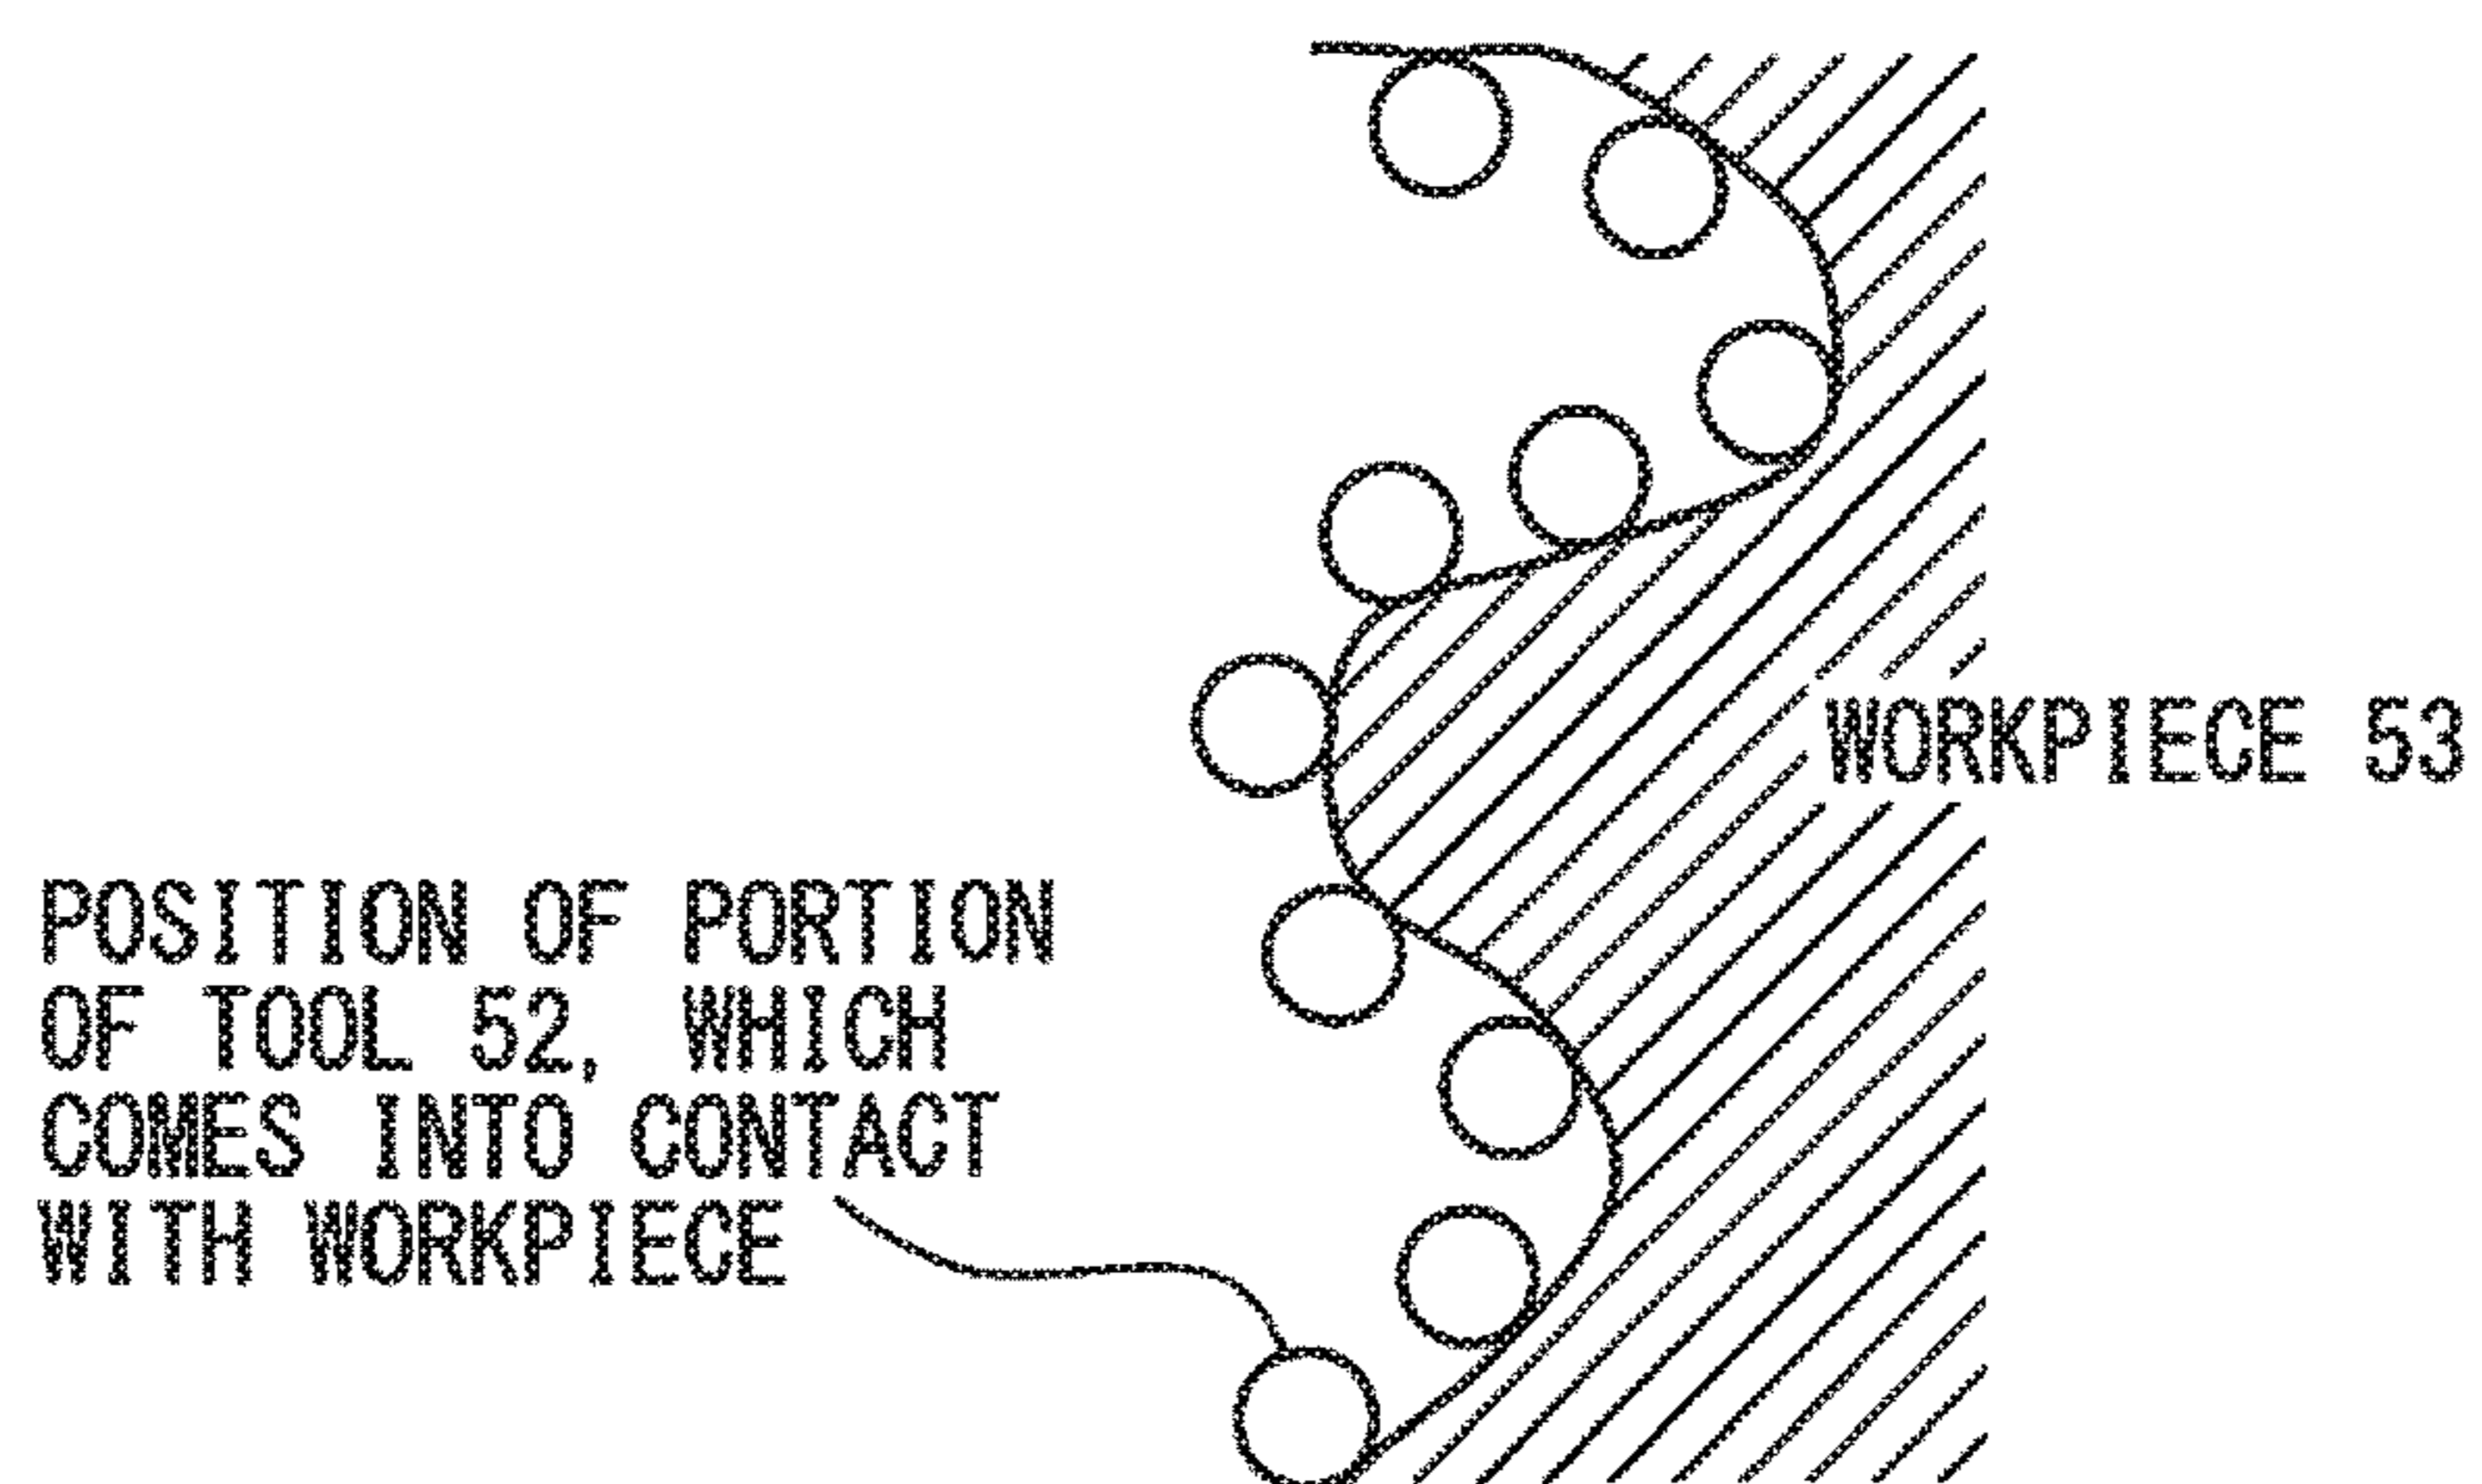 WORKPIECE 53
POSITION OF PORTION
OF TOOL 52, WHICH
COMES INTO CONTACT
WITH WORKPIECE